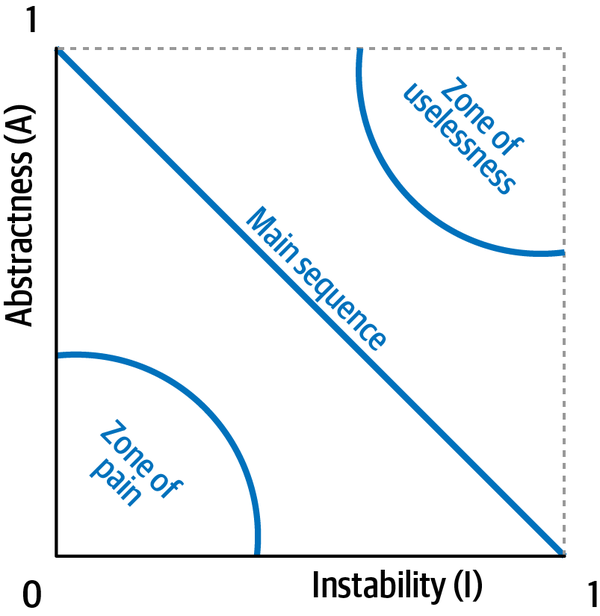 1
Abstractness (A)
Zone of
uselessness
Main sequence
Zone of
pain
0
Instability (I)
1